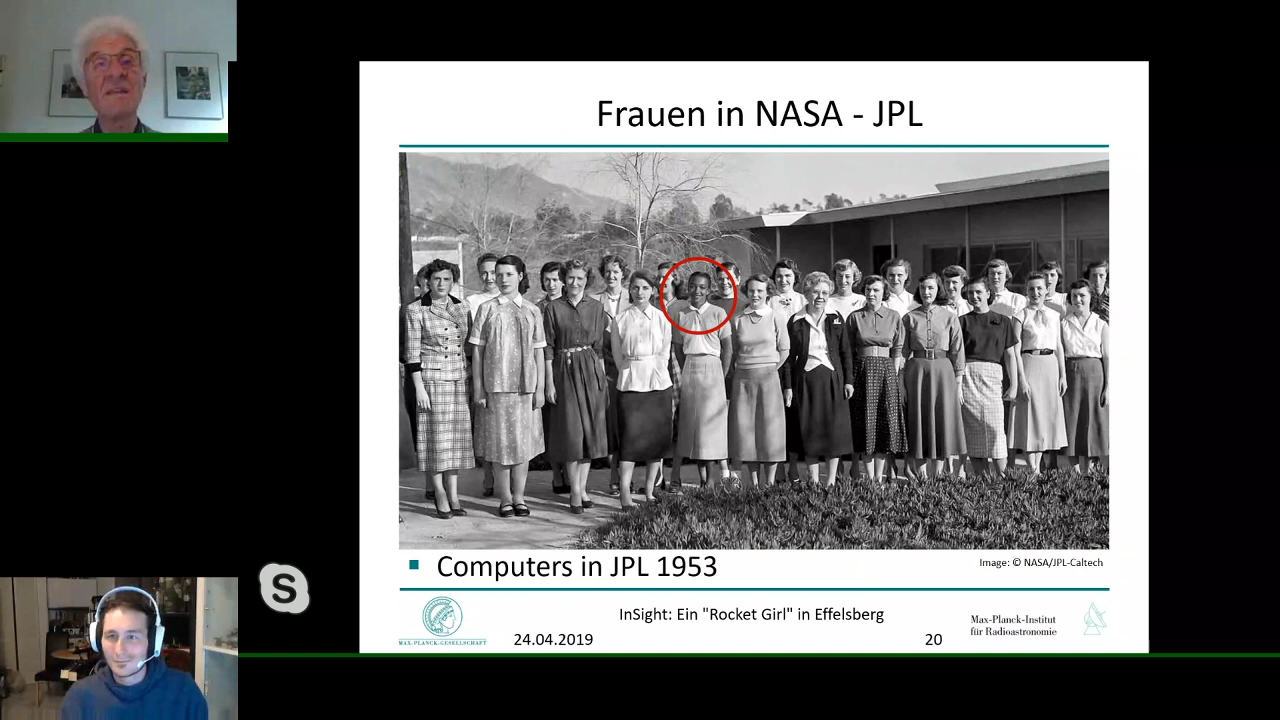 Frauen in NASA - JPL
▪ Computers in JPL 1953
Image: © NASA/JPL-Caltech
InSight: Ein "Rocket Girl" in Effelsberg
Max-Planck-Institut
für Radioastronomie
MAX-PLANCK-GESELLSCHAFT
24.04.2019
20
S